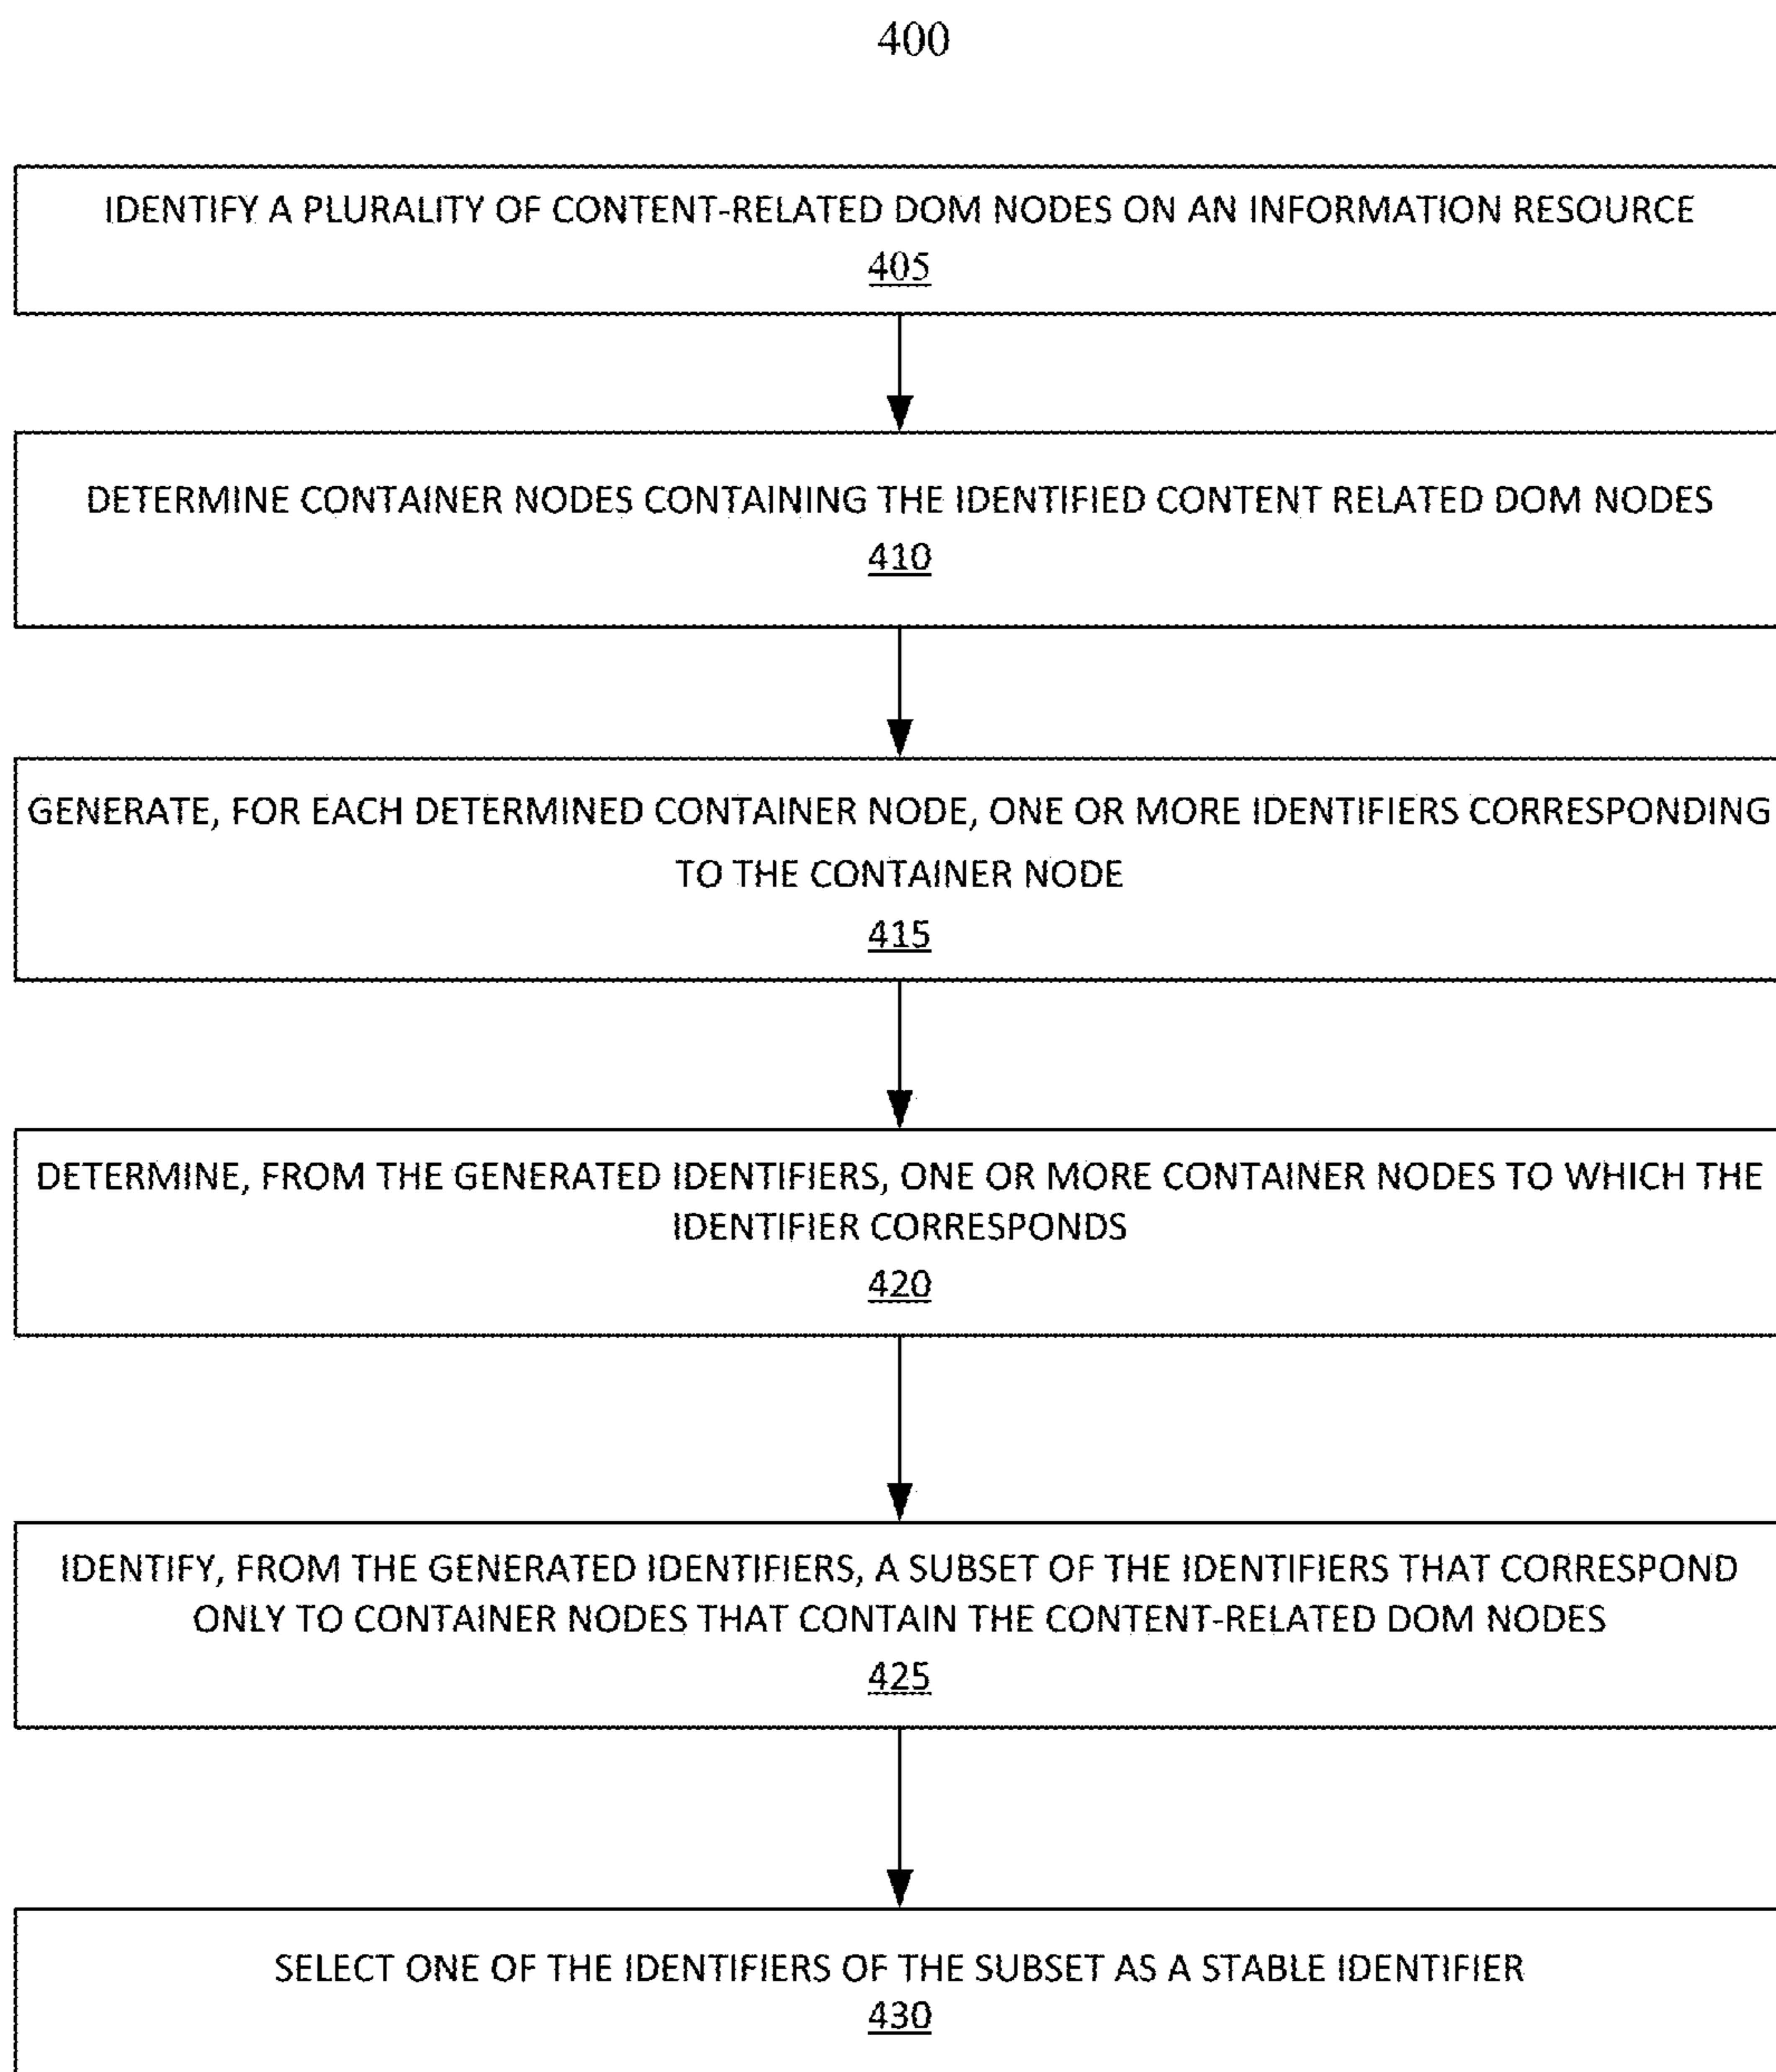 400
IDENTIFY A PLURALITY OF CONTENT-RELATED DOM NODES ON AN INFORMATION RESOURCE
405
DETERMINE CONTAINER NODES CONTAINING THE IDENTIFIED CONTENT RELATED DOM NODES
410
GENERATE, FOR EACH DETERMINED CONTAINER NODE, ONE OR MORE IDENTIFIERS CORRESPONDING
TO THE CONTAINER NODE
415
DETERMINE, FROM THE GENERATED IDENTIFIERS, ONE OR MORE CONTAINER NODES TO WHICH THE
IDENTIFIER CORRESPONDS
420
IDENTIFY, FROM THE GENERATED IDENTIFIERS, A SUBSET OF THE IDENTIFIERS THAT CORRESPOND
ONLY TO CONTAINER NODES THAT CONTAIN THE CONTENT-RELATED DOM NODES
425
SELECT ONE OF THE IDENTIFIERS OF THE SUBSET AS A STABLE IDENTIFIER
430